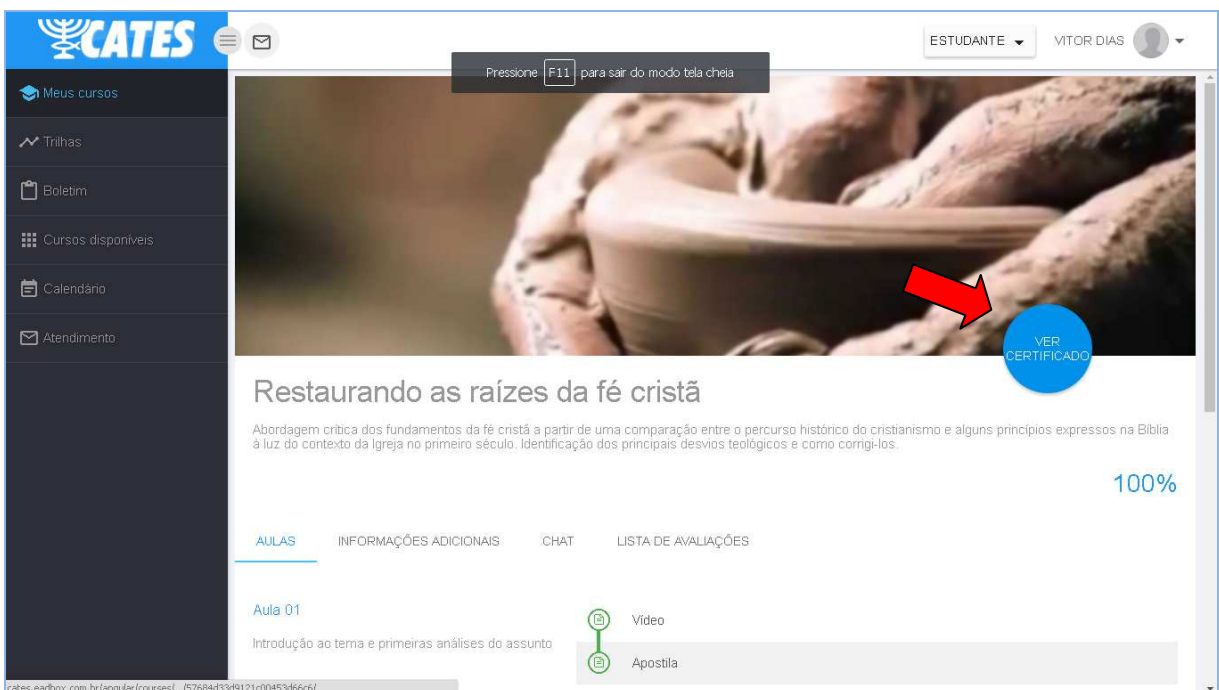 CATES
ESTUDANTE
VITOR DIAS
Pressione F11 para sair do modo tela cheia
Meus cursos
Trilhas
Boletim
Cursos disponíveis
Calendário
Atendimento
VER
CERTIFICADO
Restaurando as raízes da fé cristã
Abordagem crítica dos fundamentos da fé cristã a partir de uma comparação entre o percurso histórico do cristianismo e alguns princípios expressos na Bíblia
à luz do contexto da Igreja no primeiro século. Identificação dos principais desvios teológicos e como corrigi-los.
100%
AULAS INFORMAÇÕES ADICIONAIS CHAT LISTA DE AVALIAÇÕES
Aula 01
Introdução ao tema e primeiras análises do assunto
Vídeo
Apostila